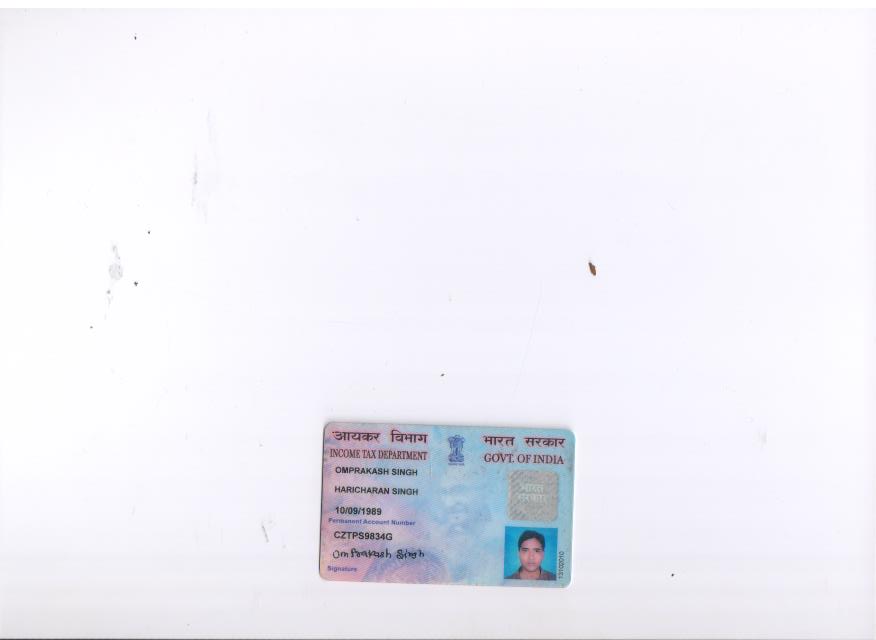 आयकर विभाग भारत सरकार
INCOME TAX DEPARTMENT GOVT. OF INDIA
OMPRAKASH SINGH
HARICHARAN SINGH
भारत
सरकार
10/09/1989
Permanent Account Number
CZTPS9834G
Omprakash Singh
Signature
13102010